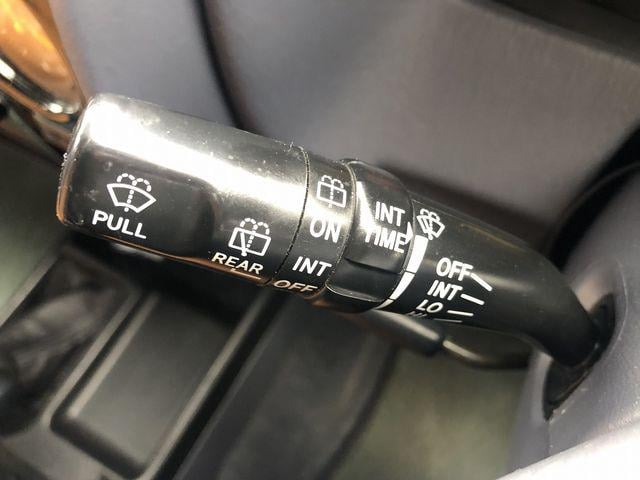 PULL
REAR
ON
INT
OFF
INT
TIME
OFF
INT
LO